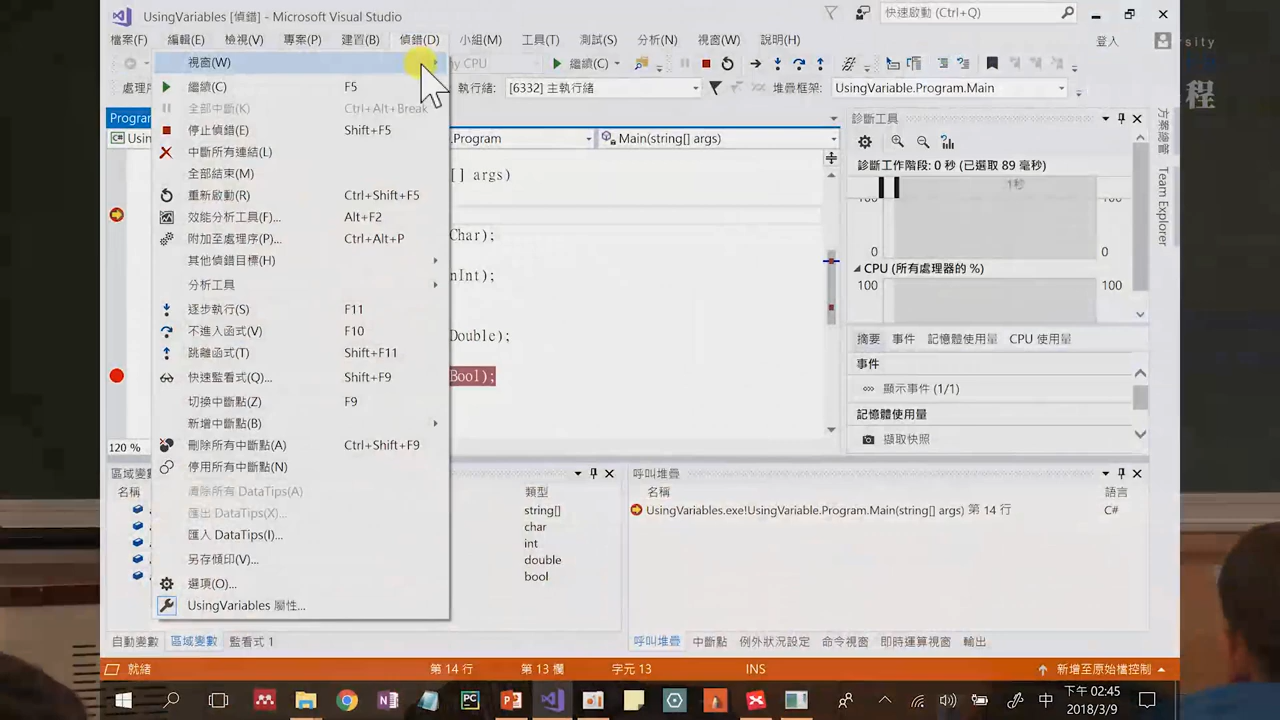 UsingVariables [偵錯] - Microsoft Visual Studio
快速啟動 (Ctrl+Q)
檔案(F) 編輯(E) 檢視(V) 專案(P) 建置(B) 偵錯(D) 小組(M) 工具(T) 測試(S) 分析(N) 視窗(W) 說明(H) 登入
rsity
程
視窗(W)
繼續(C) F5
全部中斷(K) Ctrl+Alt+Break
停止偵錯(E) Shift+F5
中斷所有連結(L)
全部結束(M)
重新啟動(R) Ctrl+Shift+F5
效能分析工具(F)... Alt+F2
附加至處理序(P)... Ctrl+Alt+P
其他偵錯目標(H)
分析工具
逐步執行(S) F11
不進入函式(V) F10
跳離函式(T) Shift+F11
快速監看式(Q)... Shift+F9
切換中斷點(Z) F9
新增中斷點(B)
刪除所有中斷點(A) Ctrl+Shift+F9
停用所有中斷點(N)
清除所有 DataTips(A)
匯出 DataTips(X)...
匯入 DataTips(I)...
另存傾印(V)...
選項(O)...
UsingVariables 屬性...
ny CPU 繼續(C)
處理序 執行緒: [6332] 主執行緒 堆疊框架: UsingVariable.Program.Main
Program
Usin .Program Main(string[] args)
[] args)
Char);
nInt);
Double);
Bool);
120 %
診斷工具
診斷工作階段: 0 秒 (已選取 89 毫秒)
1秒
100 100
0 0
CPU (所有處理器的 %)
100 100
摘要 事件 記憶體使用量 CPU 使用量
事件
顯示事件 (1/1)
記憶體使用量
擷取快照
方案總管
Team Explorer
區域變數
名稱 類型
string[]
char
int
double
bool
自動變數 區域變數 監看式 1
呼叫堆疊
名稱 語言
UsingVariables.exe!UsingVariable.Program.Main(string[] args) 第 14 行 C#
呼叫堆疊 中斷點 例外狀況設定 命令視窗 即時運算視窗 輸出
就緒 第 14 行 第 13 欄 字元 13 INS 新增至原始檔控制
中 下午 02:45
2018/3/9